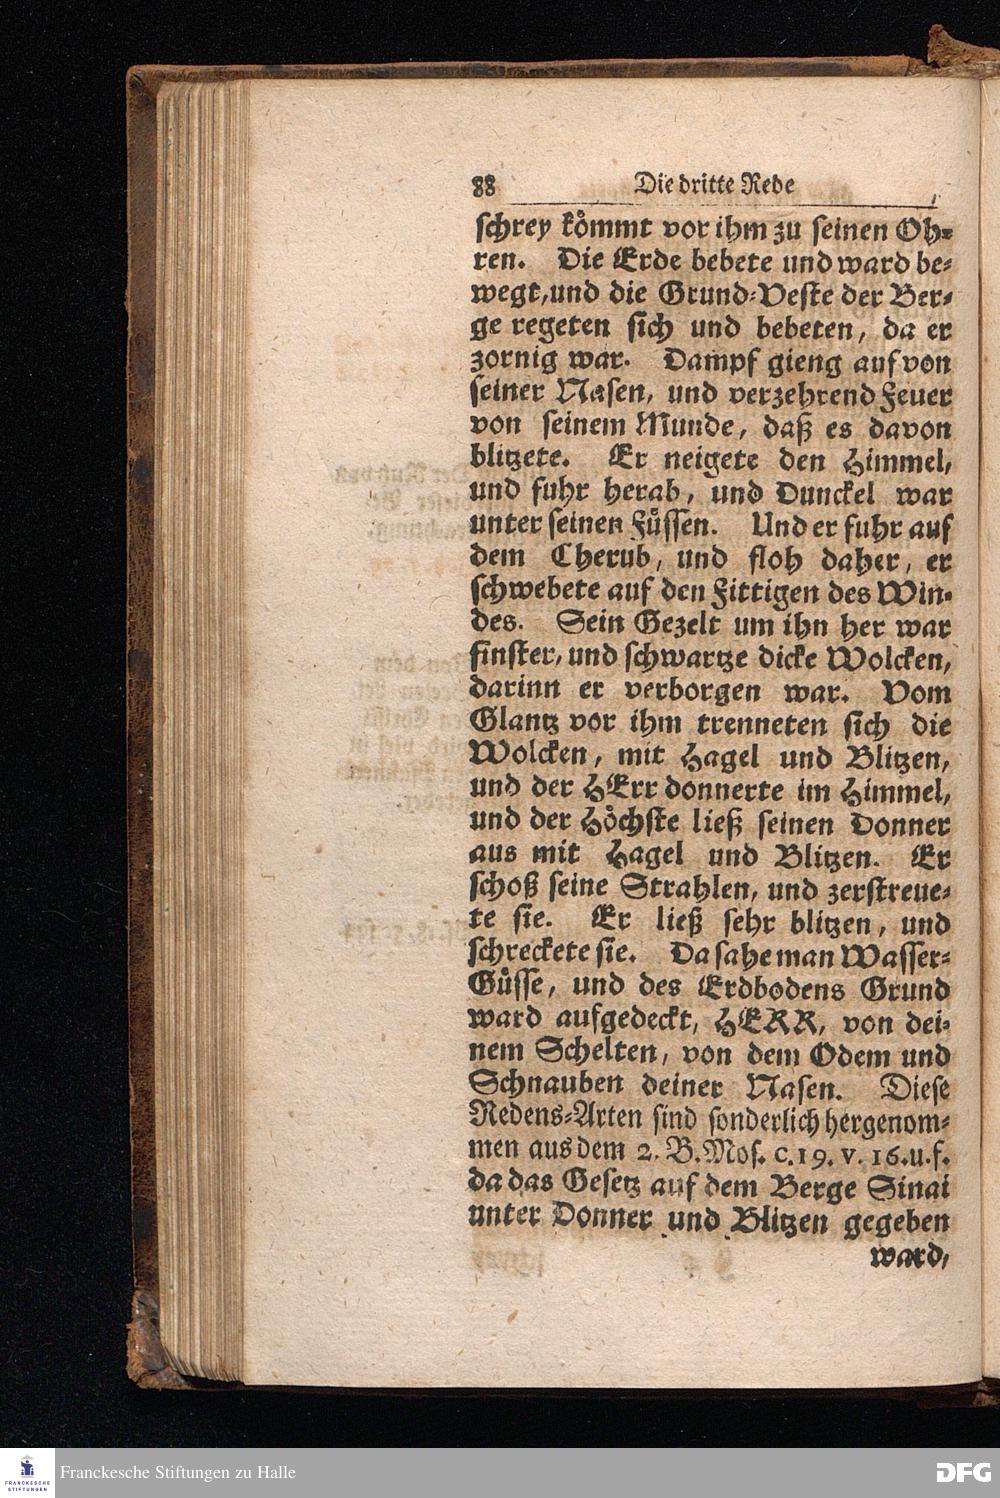 88 Die dritte Rede
schrey kömmt vor ihm zu seinen Oh-
ren. Die Erde bebete und ward be-
wegt, und die Grund-Veste der Ber-
ge regeten sich und bebeten, da er
zornig war. Dampf gieng auf von
seiner Nasen, und verzehrend Feuer
von seinem Munde, daß es davon
blitzete. Er neigete den Himmel,
und fuhr herab, und Dunckel war
unter seinen Füssen. Und er fuhr auf
dem Cherub, und floh daher, er
schwebete auf den Fittigen des Win-
des. Sein Gezelt um ihn her war
finster, und schwartze dicke Wolcken,
darinn er verborgen war. Vom
Glantz vor ihm trenneten sich die
Wolcken, mit Hagel und Blitzen,
und der HErr donnerte im Himmel,
und der Höchste ließ seinen Donner
aus mit Hagel und Blitzen. Er
schoß seine Strahlen, und zerstreue-
te sie. Er ließ sehr blitzen, und
schreckete sie. Da sahe man Wasser-
Güsse, und des Erdbodens Grund
ward aufgedeckt, HERR, von dei-
nem Schelten, von dem Odem und
Schnauben deiner Nasen. Diese
Redens-Arten sind sonderlich hergenom-
men aus dem 2. B. Mos. c. 19. v. 16. u. f.
da das Gesetz auf dem Berge Sinai
unter Donner und Blitzen gegeben
ward,
FRANCKESCHE
STIFTUNGEN
Franckesche Stiftungen zu Halle
DFG